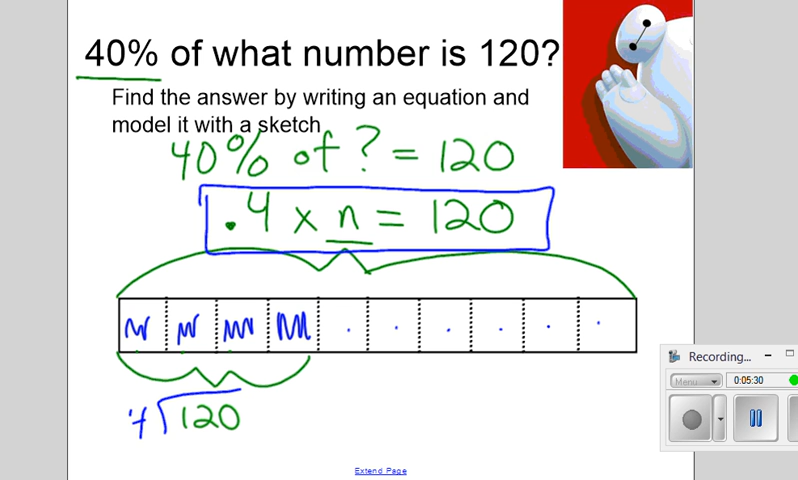 40% of what number is 120?
Find the answer by writing an equation and
model it with a sketch
40% of ? = 120
.4 x n = 120
4 120
Extend Page
Recording...
Menu
0:05:30